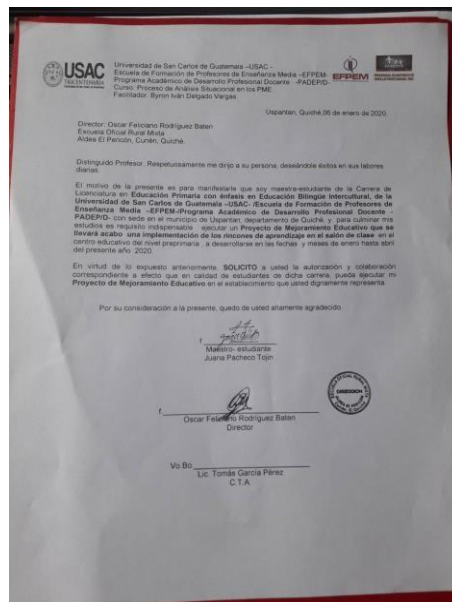 USAC
TRICENTENARIA
Universidad de San Carlos de Guatemala –USAC -
Escuela de Formación de Profesores de Enseñanza Media –EFPEM-
Programa Académico de Desarrollo Profesional Docente -PADEP/D-
Curso: Proceso de Análisis Situacional en los PME.
Facilitador: Byron Iván Delgado Vargas
EFPEM
Uspantan, Quiché,06 de enero de 2020.
Director: Oscar Feliciano Rodríguez Baten
Escuela Oficial Rural Mixta
Aldes El Pericón, Cunén, Quiché.
Distinguido Profesor: Respetuosamente me dirijo a su persona, deseándole éxitos en sus labores
diarias.
El motivo de la presente es para manifestarle que soy maestra-estudiante de la Carrera de
Licenciatura en Educación Primaria con énfasis en Educación Bilingüe Intercultural, de la
Universidad de San Carlos de Guatemala –USAC- /Escuela de Formación de Profesores de
Enseñanza Media –EFPEM-/Programa Académico de Desarrollo Profesional Docente -
PADEP/D- con sede en el municipio de Uspantan, departamento de Quiché y para culminar mis
estudios es requisito indispensable ejecutar un Proyecto de Mejoramiento Educativo que se
llevará acabo una implementación de los rincones de aprendizaje en el salón de clase en el
centro educativo del nivel preprimaria , a desarrollarse en las fechas y meses de enero hasta abril
del presente año 2020.
En virtud de lo expuesto anteriormente, SOLICITO a usted la autorización y colaboración
correspondiente a efecto que en calidad de estudiantes de dicha carrera, pueda ejecutar mi
Proyecto de Mejoramiento Educativo en el establecimiento que usted dignamente representa.
Por su consideración a la presente, quedo de usted altamente agradecido
f.
Maestro- estudiante
Juana Pacheco Tojin
f.
Oscar Feliciano Rodríguez Baten
Director
ESCUELA OFICIAL RURAL MIXTA
DIRECCION
Vo.Bo
Lic. Tomás García Pérez
C.T.A